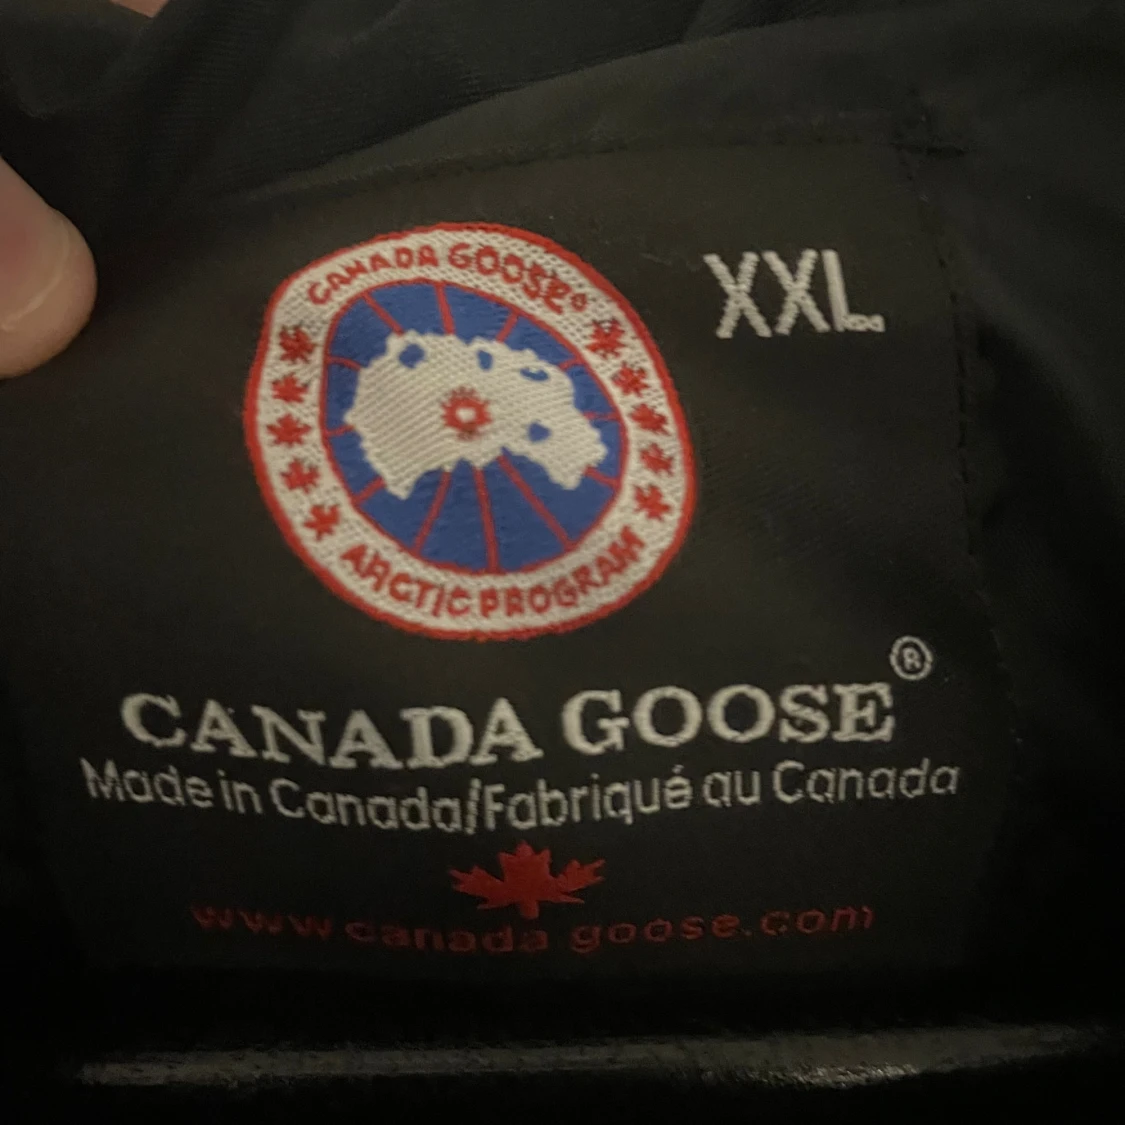 CANADA GOOSE®
ARCTIC PROGRAM
XXL
CANADA GOOSE®
Made in Canada/Fabriqué au Canada
www.canada goose.com